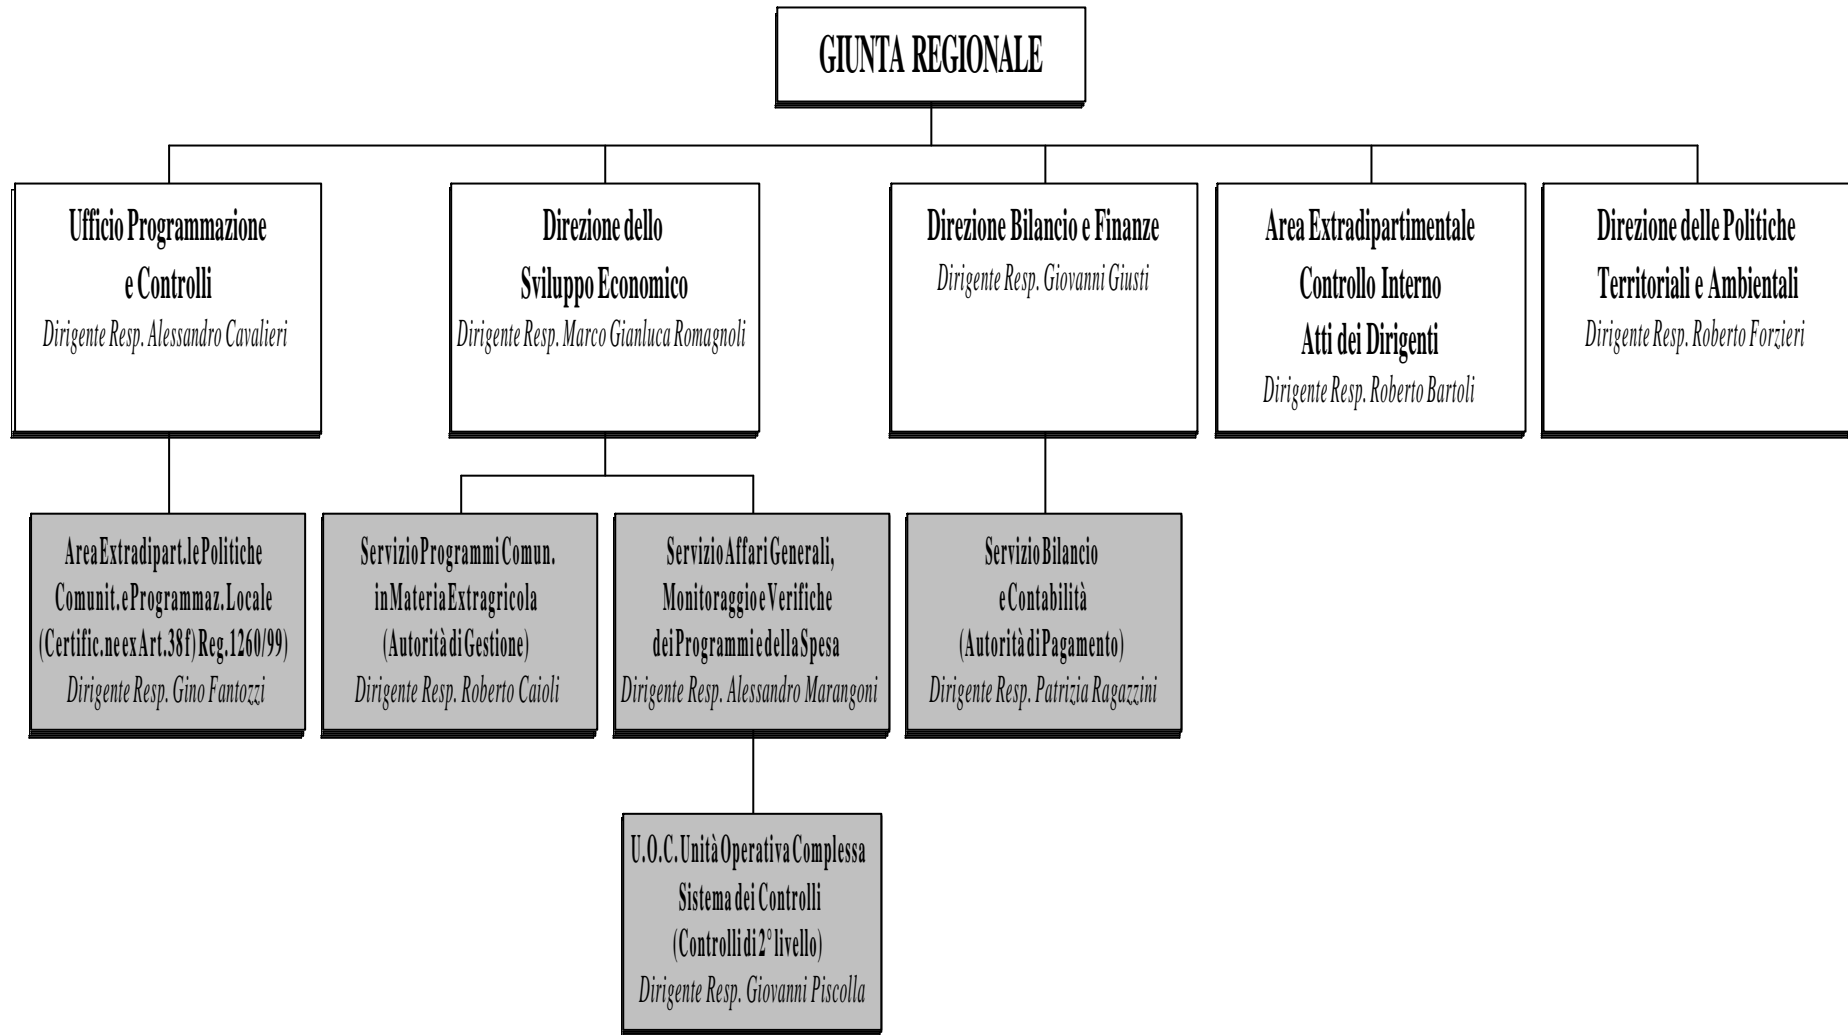 GIUNTA REGIONALE
Ufficio Programmazione
e Controlli
Dirigente Resp. Alessandro Cavalieri
Direzione dello
Sviluppo Economico
Dirigente Resp. Marco Gianluca Romagnoli
Direzione Bilancio e Finanze
Dirigente Resp. Giovanni Giusti
Area Extradipartimentale
Controllo Interno
Atti dei Dirigenti
Dirigente Resp. Roberto Bartoli
Direzione delle Politiche
Territoriali e Ambientali
Dirigente Resp. Roberto Forzieri
Area Extradipart.le Politiche
Comunit. e Programmaz. Locale
(Certific.ne ex Art. 38f) Reg. 1260/99)
Dirigente Resp. Gino Fantozzi
Servizio Programmi Comun.
in Materia Extragricola
(Autorità di Gestione)
Dirigente Resp. Roberto Caioli
Servizio Affari Generali,
Monitoraggio e Verifiche
dei Programmi e della Spesa
Dirigente Resp. Alessandro Marangoni
Servizio Bilancio
e Contabilità
(Autorità di Pagamento)
Dirigente Resp. Patrizia Ragazzini
U.O.C. Unità Operativa Complessa
Sistema dei Controlli
(Controlli di 2° livello)
Dirigente Resp. Giovanni Piscolla